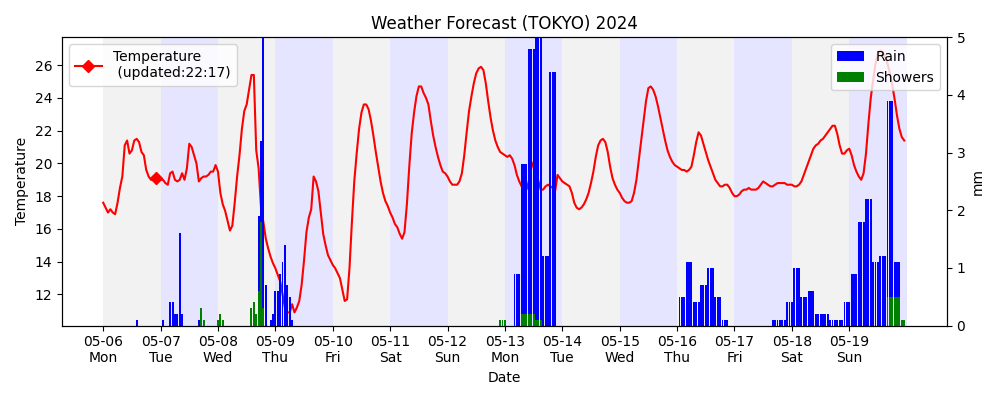 Weather Forecast (TOKYO) 2024
Temperature
(updated:22:17)
Rain
Showers
Temperature
26
24
22
20
18
16
14
12
5
4
3
2
1
0
mm
05-06 05-07 05-08 05-09 05-10 05-11 05-12 05-13 05-14 05-15 05-16 05-17 05-18 05-19
Mon Tue Wed Thu Fri Sat Sun Mon Tue Wed Thu Fri Sat Sun
Date